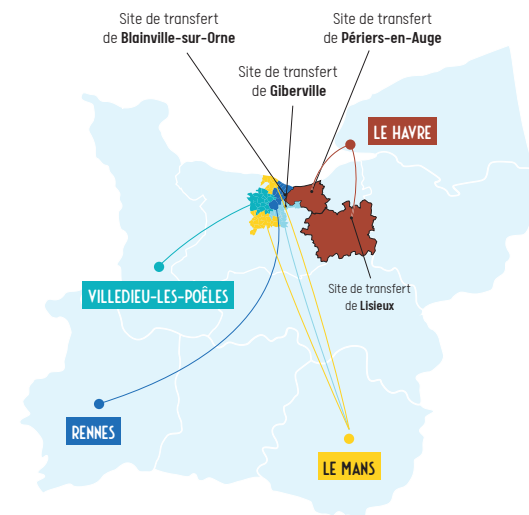 Site de transfert
de Blainville-sur-Orne
Site de transfert
de Périers-en-Auge
Site de transfert
de Giberville
LE HAVRE
VILLEDIEU-LES-POÊLES
Site de transfert
de Lisieux
RENNES
LE MANS